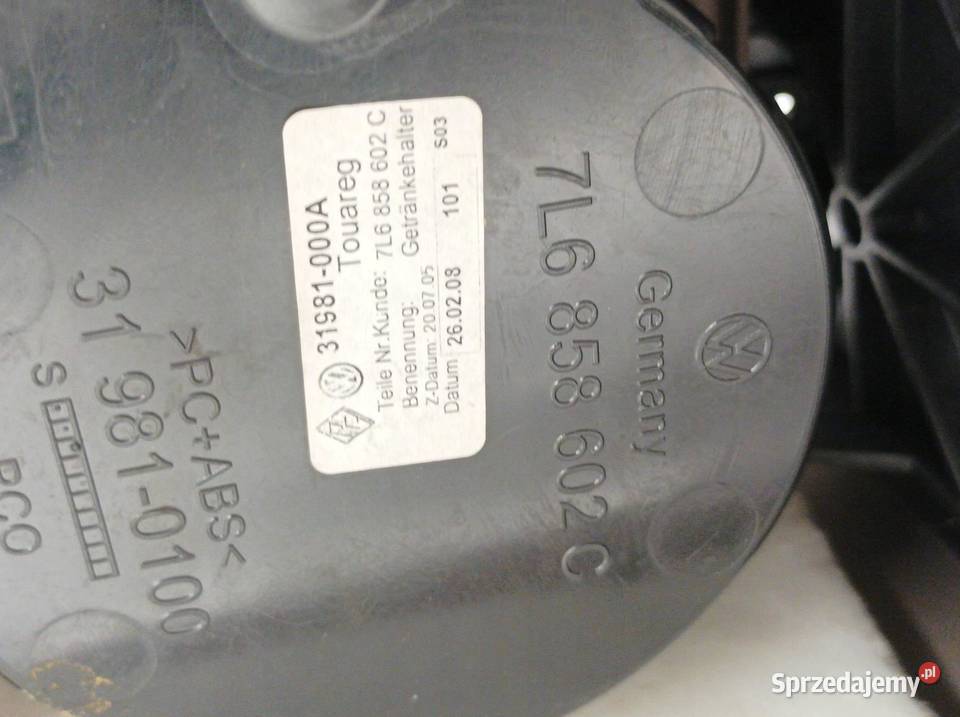 31981-000A
Touareg
Teile Nr.Kunde: 7L6 858 602 C
Benennung: Getränkehalter
Z-Datum: 20.07.05
Datum 26.02.08 101 S03
7L6 858 602 C
Germany
>PC+ABS<
31 981-0100
S
PCO
Sprzedajemy.pl